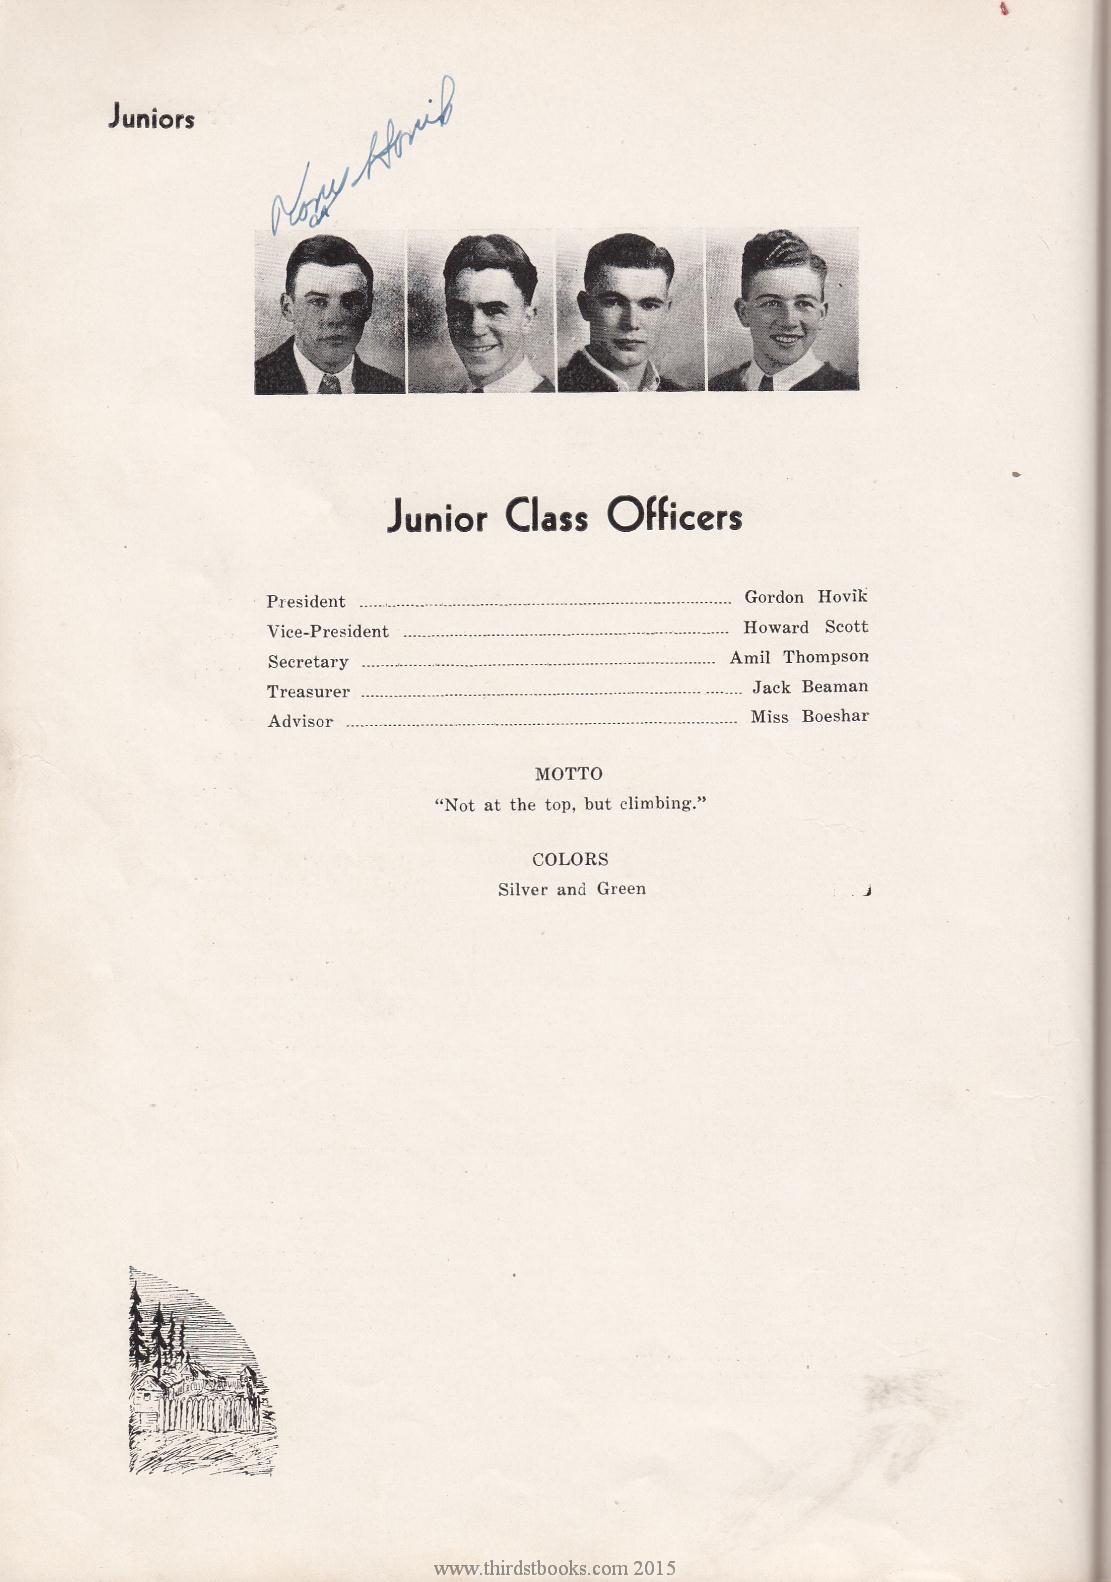 Juniors
Hovik
Junior Class Officers
President ........ Gordon Hovik
Vice-President ........ Howard Scott
Secretary ........ Amil Thompson
Treasurer ........ Jack Beaman
Advisor ........ Miss Boeshar
MOTTO
“Not at the top, but climbing.”
COLORS
Silver and Green
www.thirdstbooks.com 2015